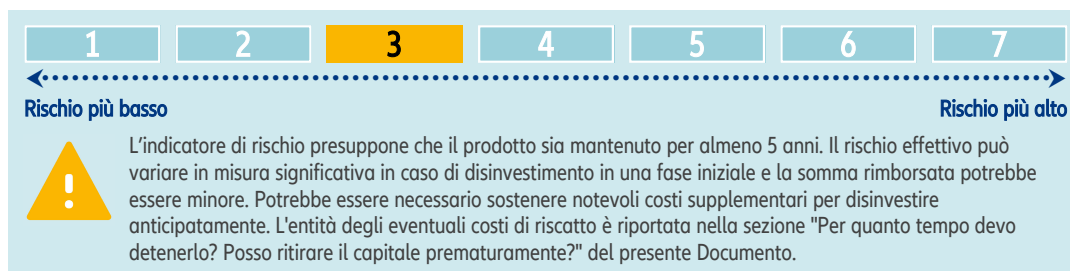 1 2 3 4 5 6 7
Rischio più basso Rischio più alto
L'indicatore di rischio presuppone che il prodotto sia mantenuto per almeno 5 anni. Il rischio effettivo può
variare in misura significativa in caso di disinvestimento in una fase iniziale e la somma rimborsata potrebbe
essere minore. Potrebbe essere necessario sostenere notevoli costi supplementari per disinvestire
anticipatamente. L'entità degli eventuali costi di riscatto è riportata nella sezione "Per quanto tempo devo
detenerlo? Posso ritirare il capitale prematuramente?" del presente Documento.